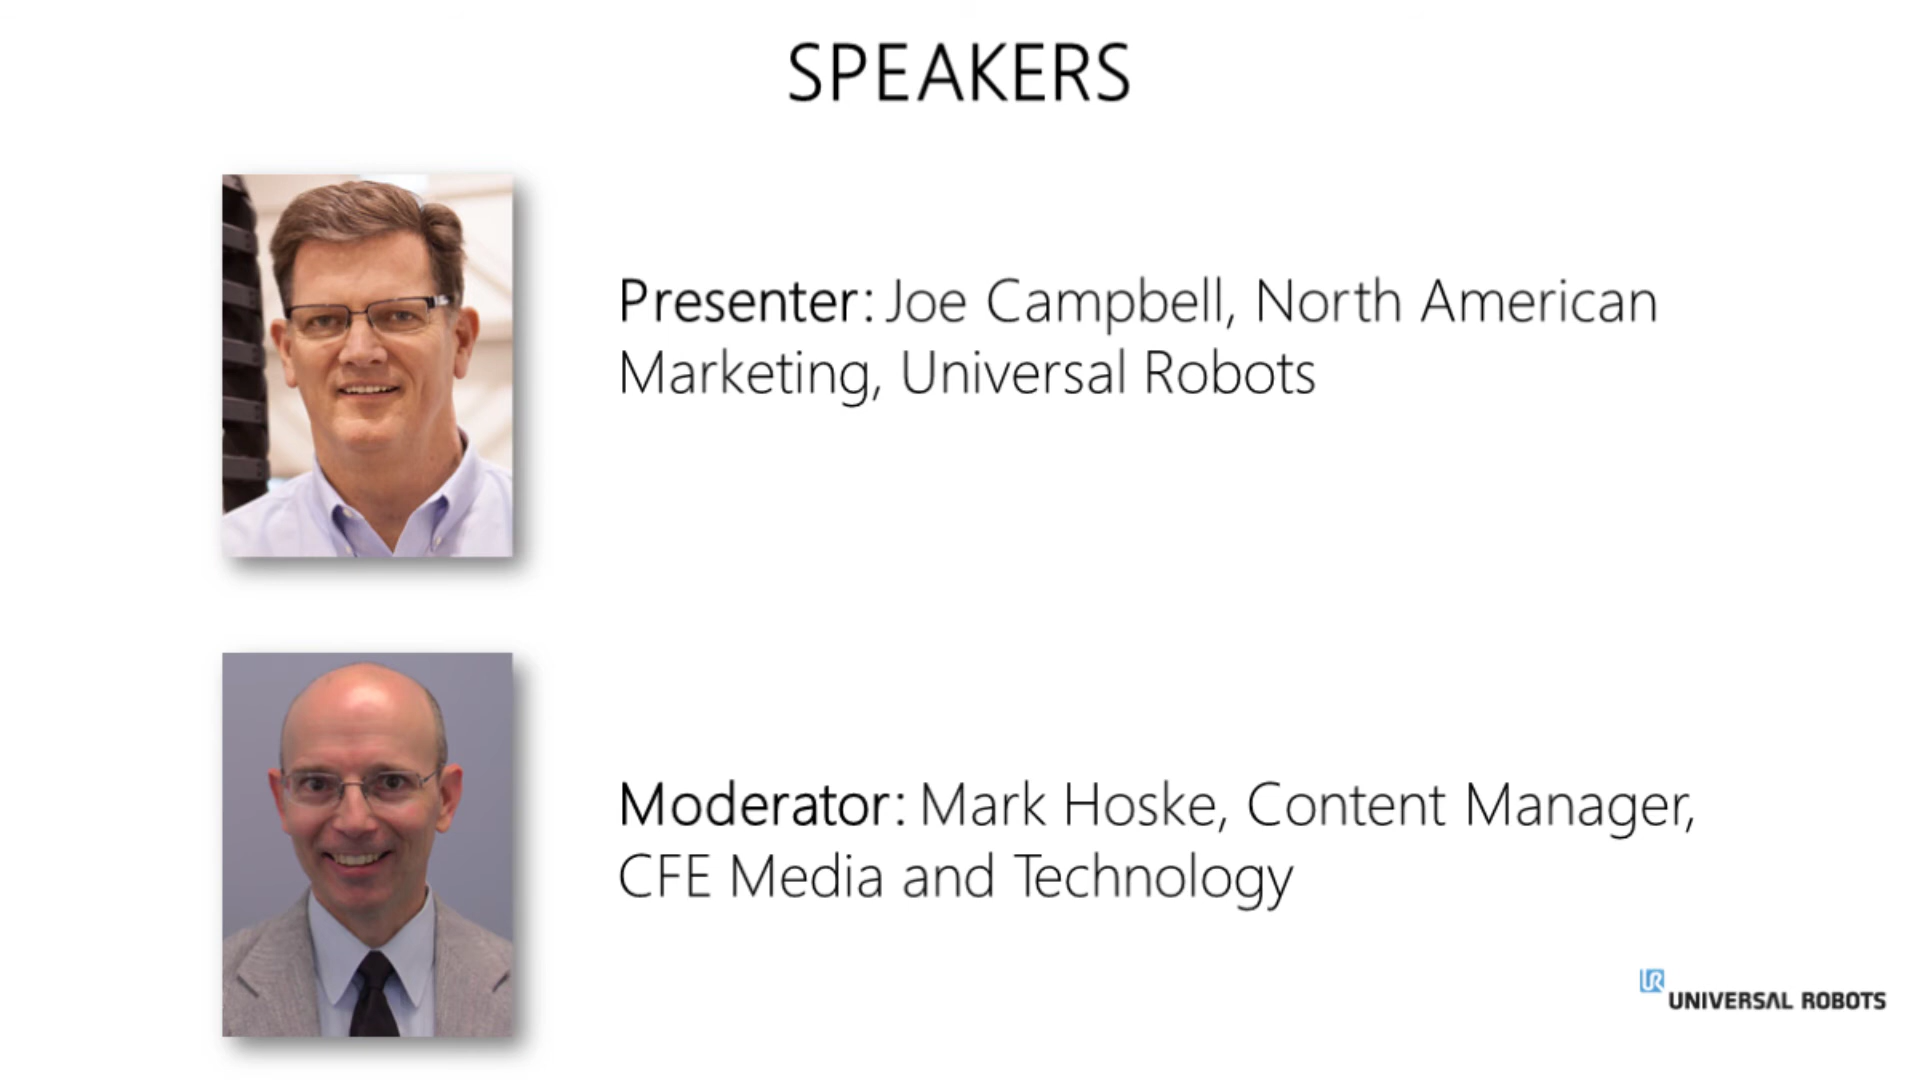 SPEAKERS
Presenter: Joe Campbell, North American
Marketing, Universal Robots
Moderator: Mark Hoske, Content Manager,
CFE Media and Technology
UR
UNIVERSAL ROBOTS